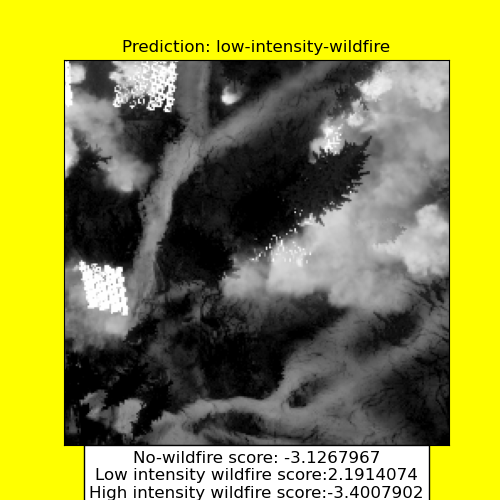 Prediction: low-intensity-wildfire
No-wildfire score: -3.1267967
Low intensity wildfire score:2.1914074
High intensity wildfire score:-3.4007902